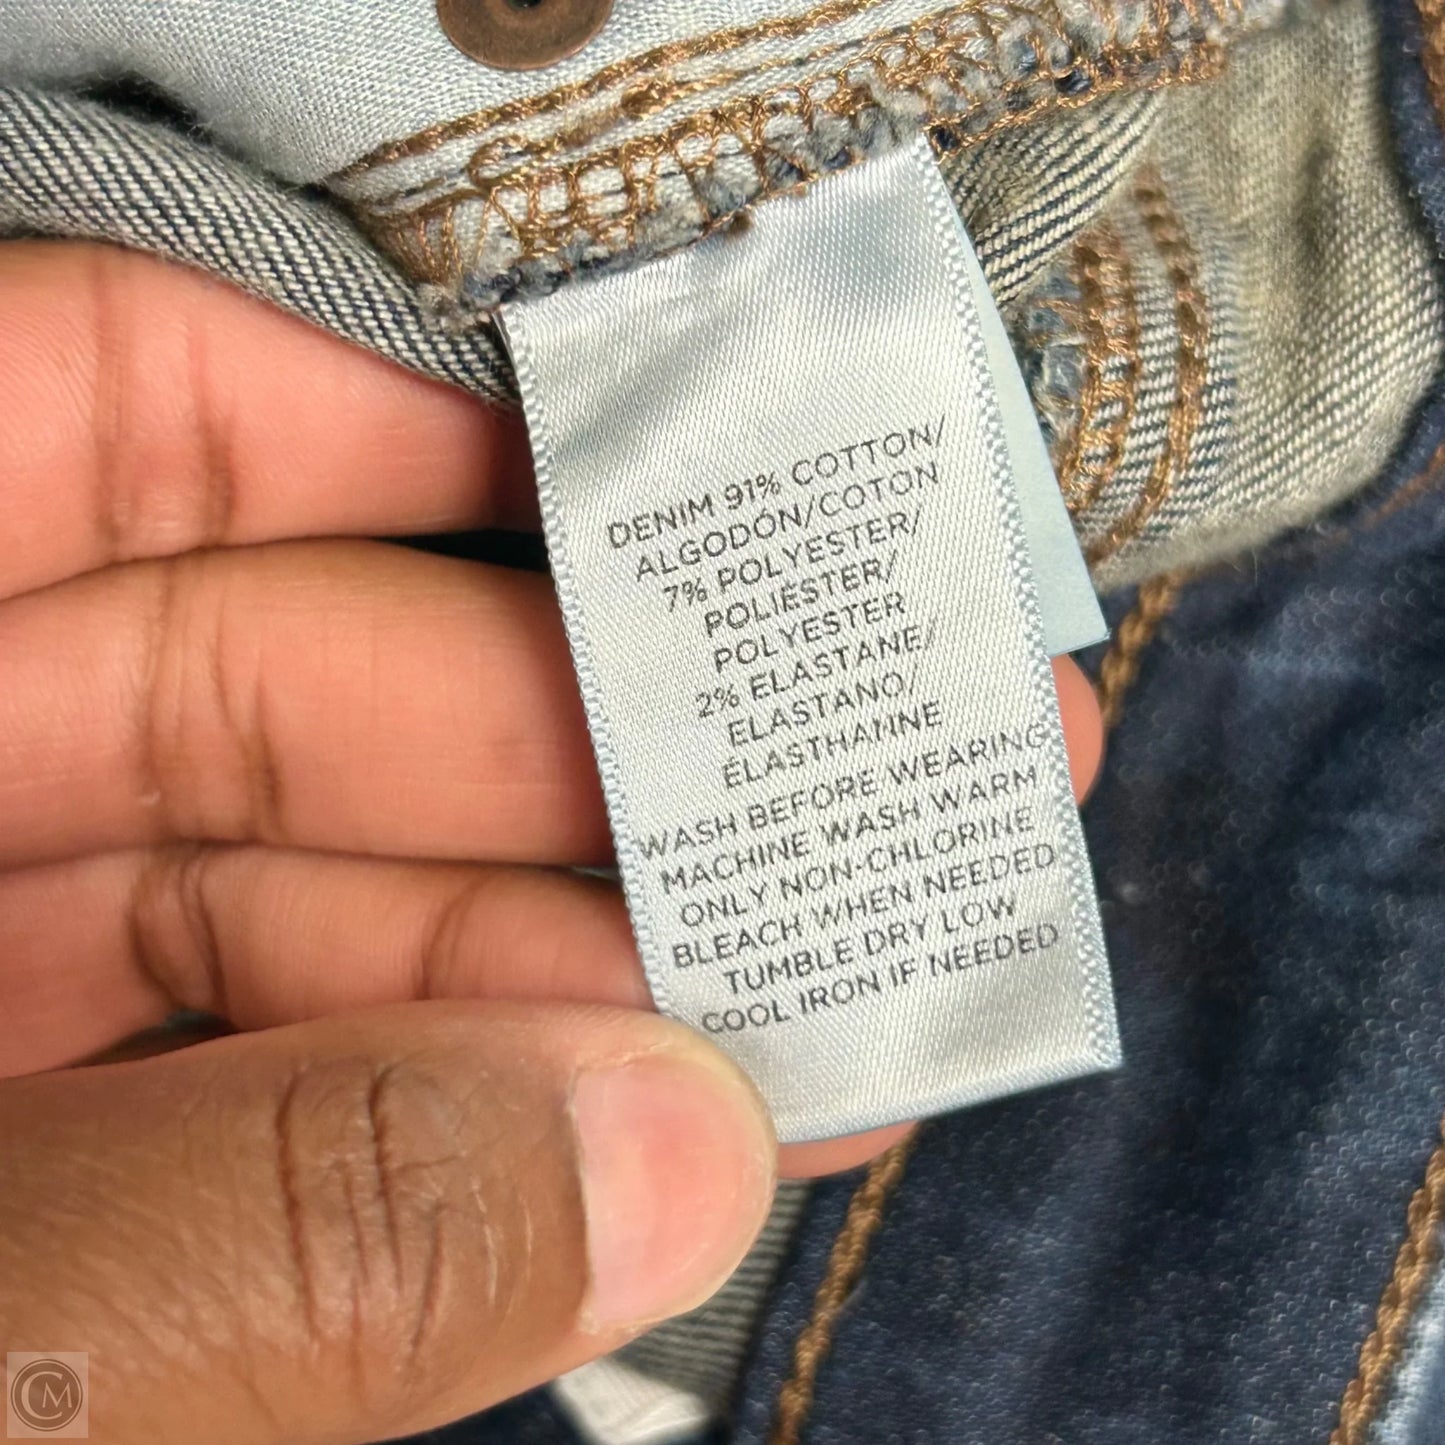 DENIM 91% COTTON/
ALGODÓN/COTON
7% POLYESTER/
POLIÉSTER/
POLYESTER
2% ELASTANE/
ELASTANO/
ÉLASTHANNE
WASH BEFORE WEARING
MACHINE WASH WARM
ONLY NON-CHLORINE
BLEACH WHEN NEEDED
TUMBLE DRY LOW
COOL IRON IF NEEDED
CM